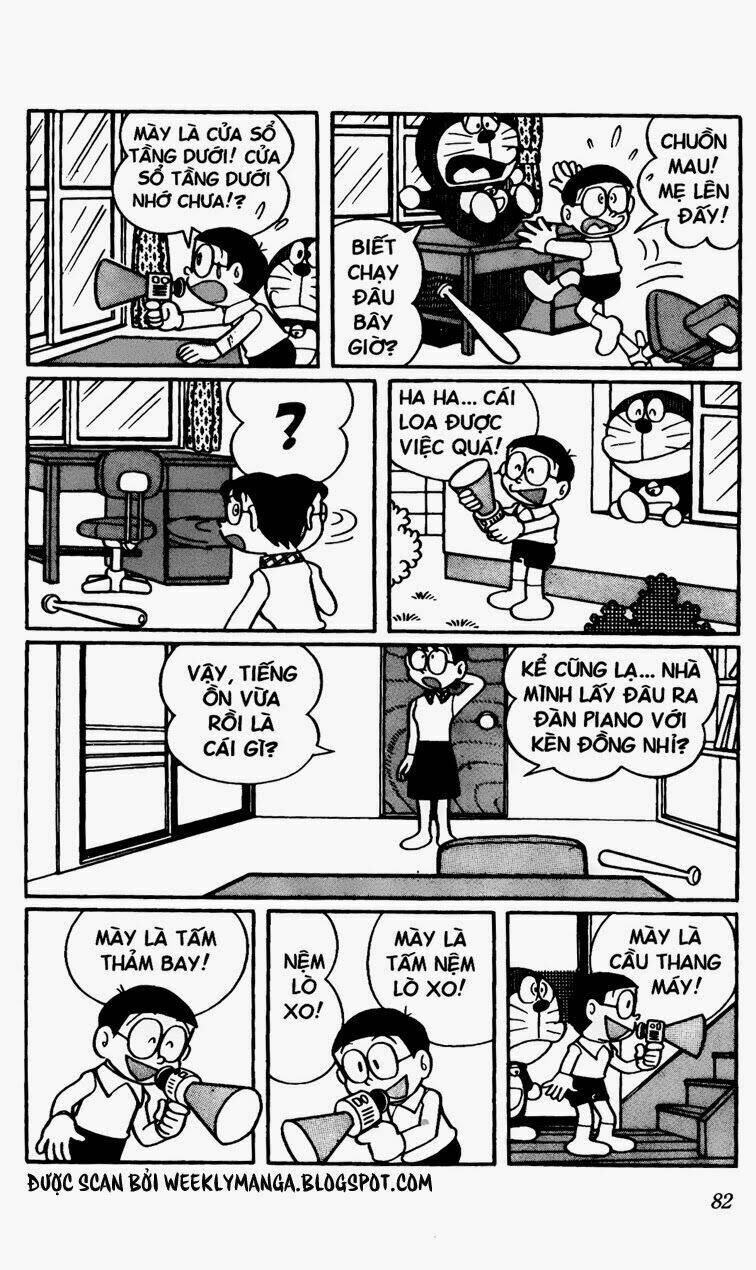 CHUỒN
MAU!
MẸ LÊN
ĐẤY!
BIẾT
CHẠY
ĐÂU
BÂY
GIỜ?
MÀY LÀ CỬA SỔ
TẦNG DƯỚI! CỬA
SỔ TẦNG DƯỚI
NHỚ CHƯA!?
?
HA HA... CÁI
LOA ĐƯỢC
VIỆC QUÁ!
VẬY, TIẾNG
ỒN VỪA
RỒI LÀ
CÁI GÌ?
KỂ CŨNG LẠ... NHÀ
MÌNH LẤY ĐÂU RA
ĐÀN PIANO VỚI
KÈN ĐỒNG NHỈ?
MÀY LÀ TẤM
THẢM BAY!
MÀY LÀ
TẤM NỆM
LÒ XO!
NỆM
LÒ
XO!
MÀY LÀ
CẦU THANG
MÁY!
ĐƯỢC SCAN BỞI WEEKLYMANGA.BLOGSPOT.COM
82